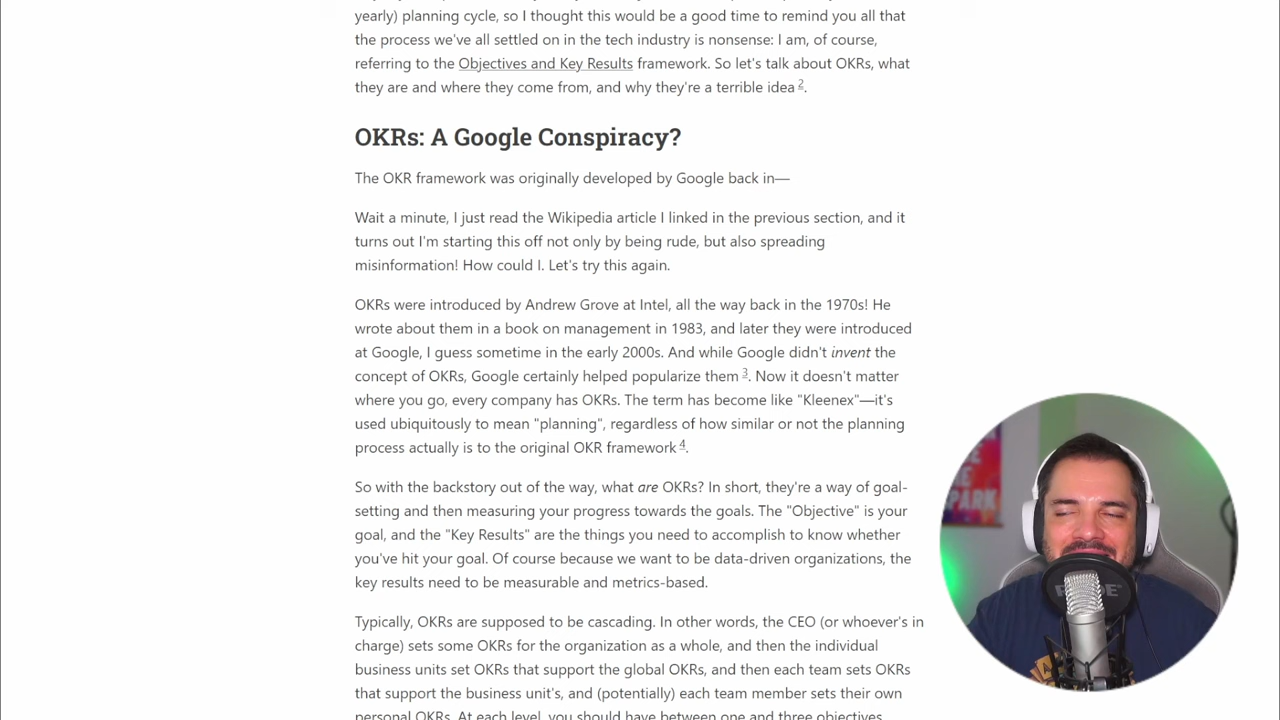 yearly) planning cycle, so I thought this would be a good time to remind you all that
the process we've all settled on in the tech industry is nonsense: I am, of course,
referring to the Objectives and Key Results framework. So let's talk about OKRs, what
they are and where they come from, and why they're a terrible idea 2.
OKRs: A Google Conspiracy?
The OKR framework was originally developed by Google back in—
Wait a minute, I just read the Wikipedia article I linked in the previous section, and it
turns out I'm starting this off not only by being rude, but also spreading
misinformation! How could I. Let's try this again.
OKRs were introduced by Andrew Grove at Intel, all the way back in the 1970s! He
wrote about them in a book on management in 1983, and later they were introduced
at Google, I guess sometime in the early 2000s. And while Google didn't invent the
concept of OKRs, Google certainly helped popularize them 3. Now it doesn't matter
where you go, every company has OKRs. The term has become like "Kleenex"—it's
used ubiquitously to mean "planning", regardless of how similar or not the planning
process actually is to the original OKR framework 4.
So with the backstory out of the way, what are OKRs? In short, they're a way of goal-
setting and then measuring your progress towards the goals. The "Objective" is your
goal, and the "Key Results" are the things you need to accomplish to know whether
you've hit your goal. Of course because we want to be data-driven organizations, the
key results need to be measurable and metrics-based.
Typically, OKRs are supposed to be cascading. In other words, the CEO (or whoever's in
charge) sets some OKRs for the organization as a whole, and then the individual
business units set OKRs that support the global OKRs, and then each team sets OKRs
that support the business unit's, and (potentially) each team member sets their own
personal OKRs. At each level, you should have between one and three objectives,
SPARK
RODE